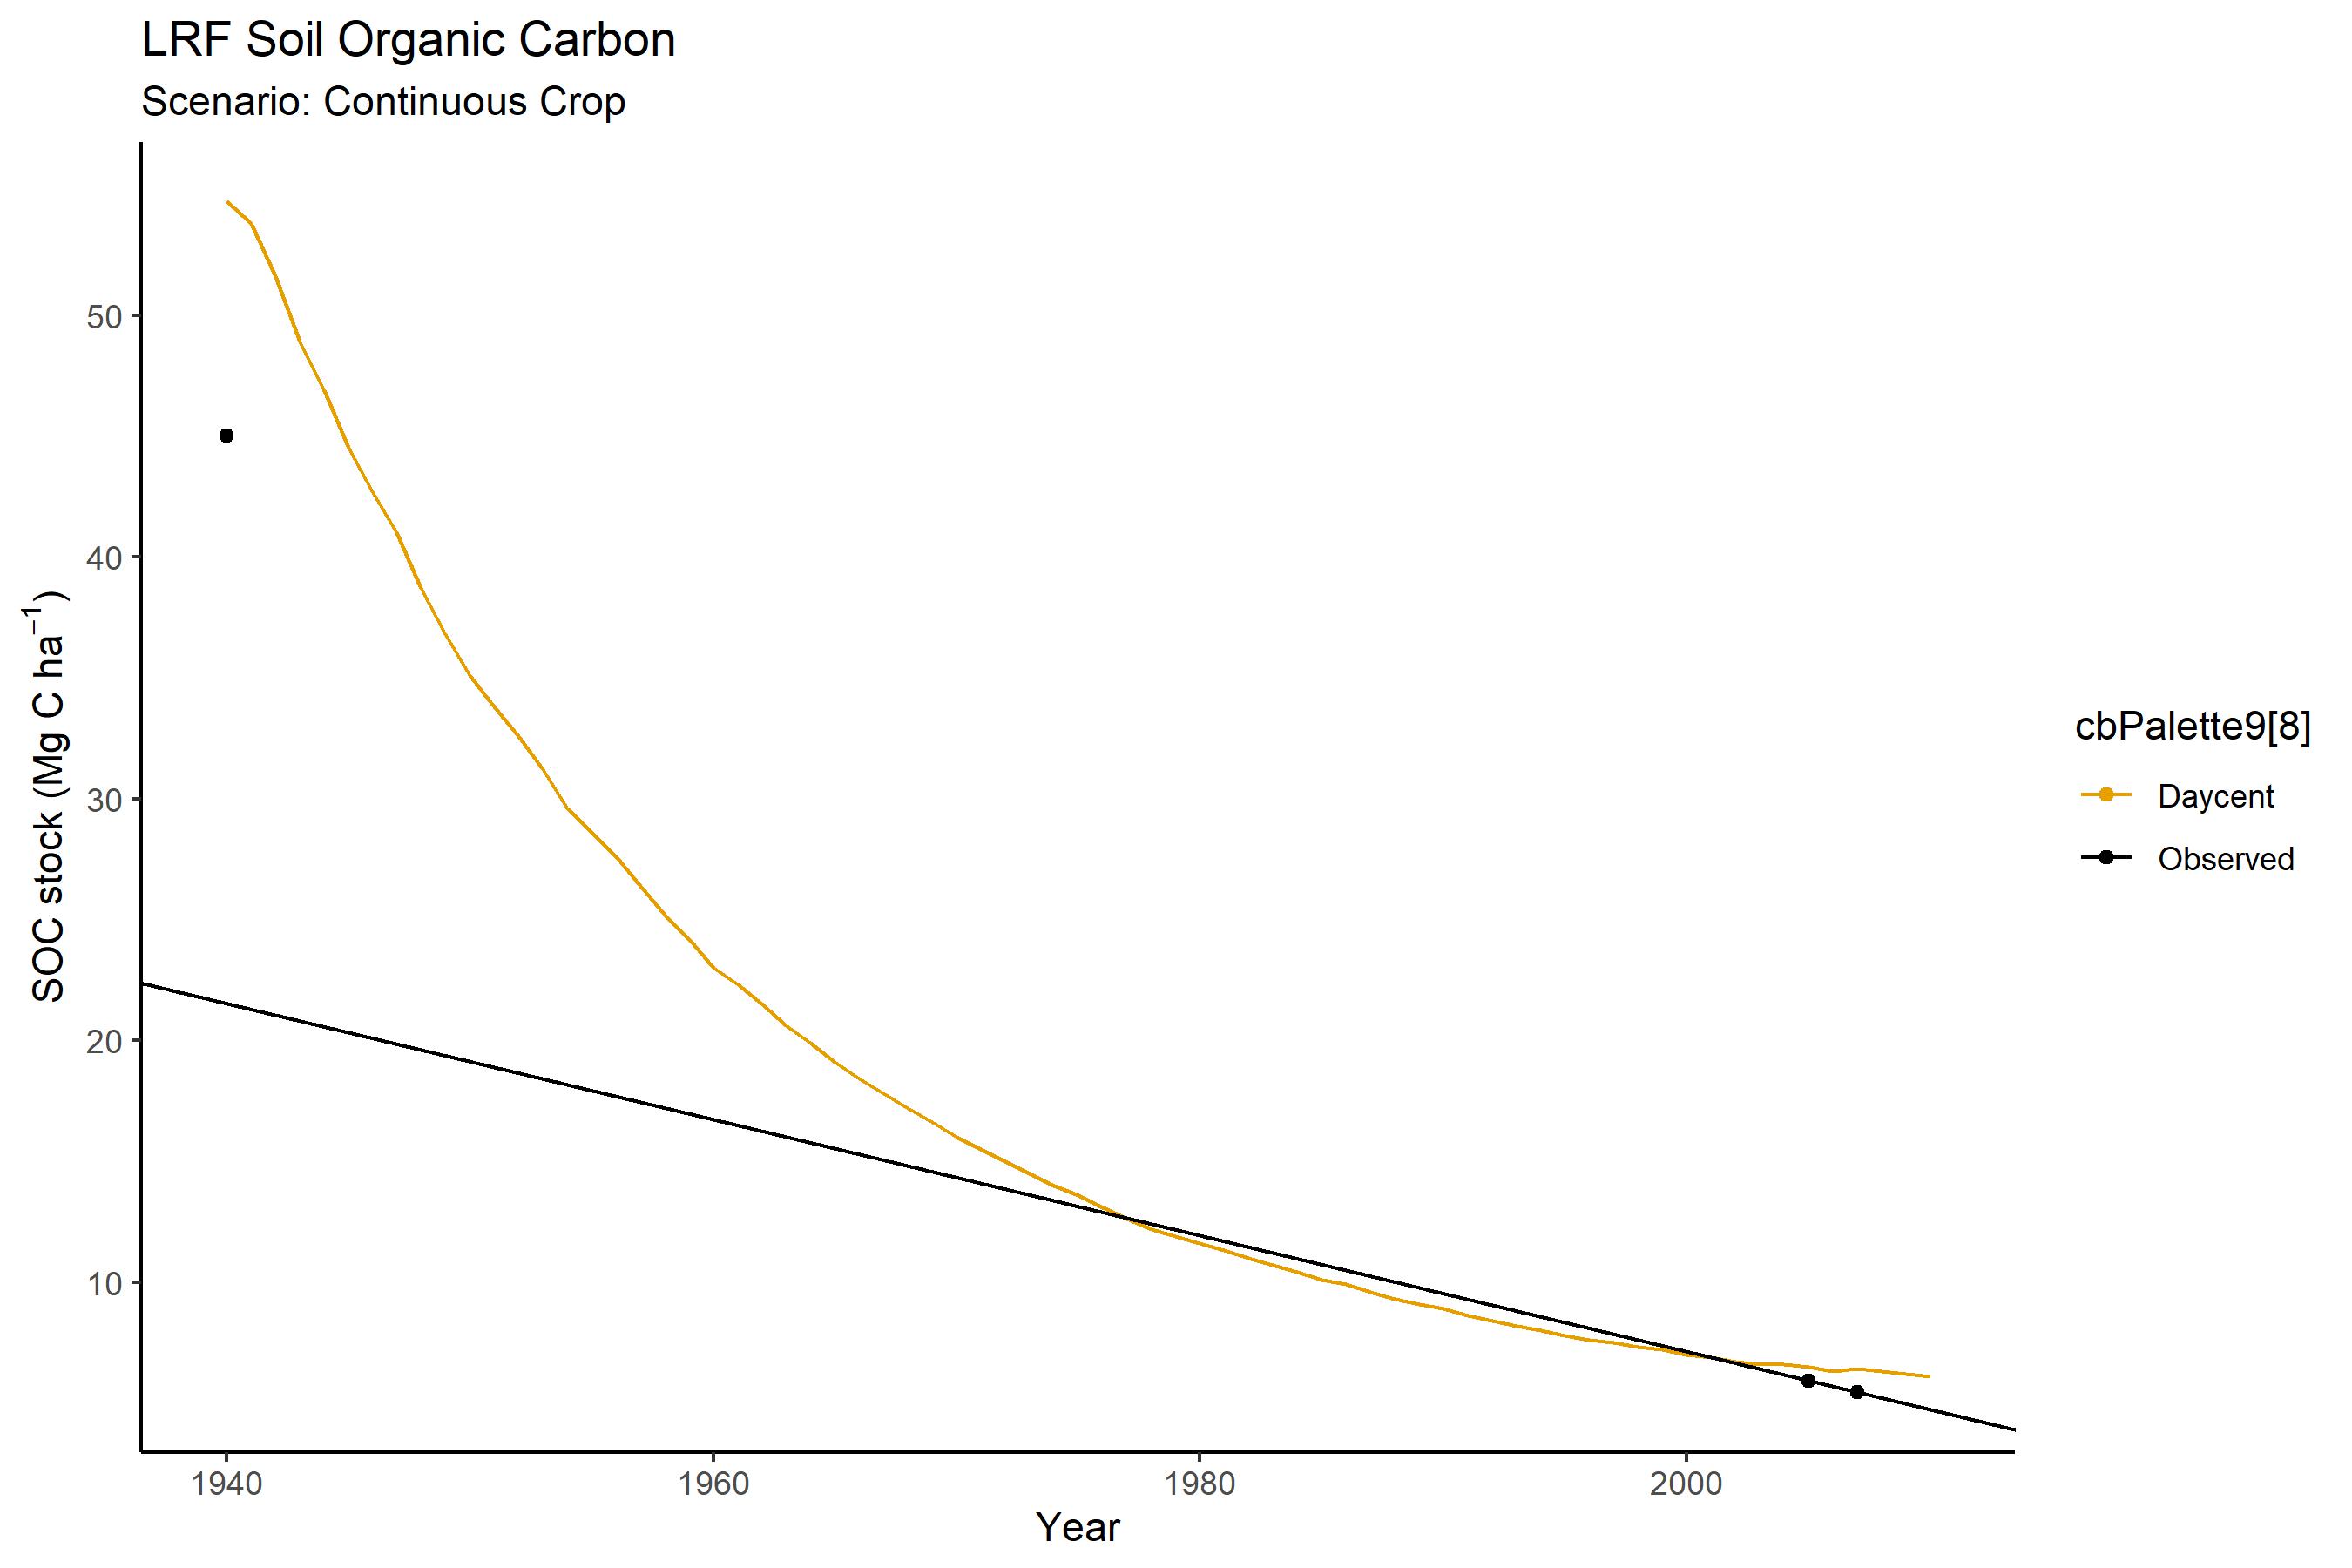 LRF Soil Organic Carbon
Scenario: Continuous Crop
SOC stock (Mg C ha⁻¹)
50
40
30
20
10
1940
1960
1980
2000
Year
cbPalette9[8]
Daycent
Observed